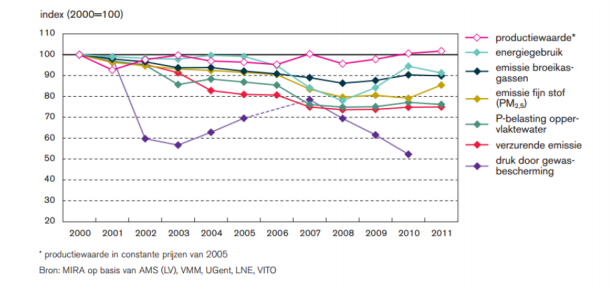 index (2000=100)
110
100
90
80
70
60
50
40
30
20
2000 2001 2002 2003 2004 2005 2006 2007 2008 2009 2010 2011
productiewaarde*
energiegebruik
emissie broeikas-
gassen
emissie fijn stof
(PM2,5)
P-belasting opper-
vlaktewater
verzurende emissie
druk door gewas-
bescherming
* productiewaarde in constante prijzen van 2005
Bron: MIRA op basis van AMS (LV), VMM, UGent, LNE, VITO